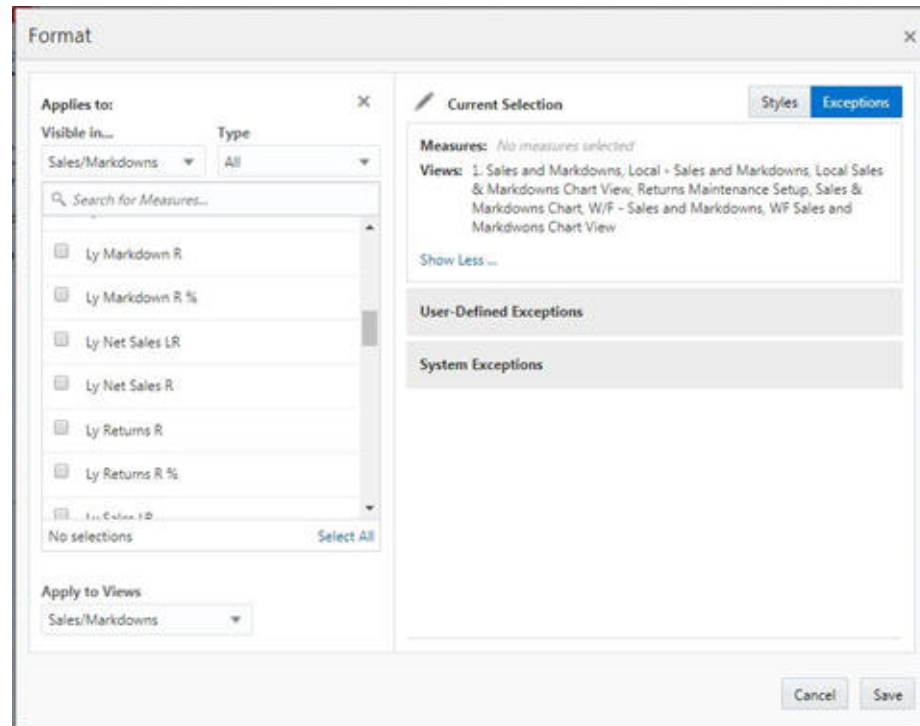 Format
Applies to:
Visible in...
Type
Sales/Markdowns
All
Search for Measures...
Ly Markdown R
Ly Markdown R %
Ly Net Sales LR
Ly Net Sales R
Ly Returns R
Ly Returns R %
Ly Sales LR
No selections
Select All
Apply to Views
Sales/Markdowns
Current Selection
Styles
Exceptions
Measures: No measures selected
Views: 1. Sales and Markdowns, Local - Sales and Markdowns, Local Sales
& Markdowns Chart View, Returns Maintenance Setup, Sales &
Markdowns Chart, W/F - Sales and Markdowns, WF Sales and
Markdwons Chart View
Show Less ...
User-Defined Exceptions
System Exceptions
Cancel
Save